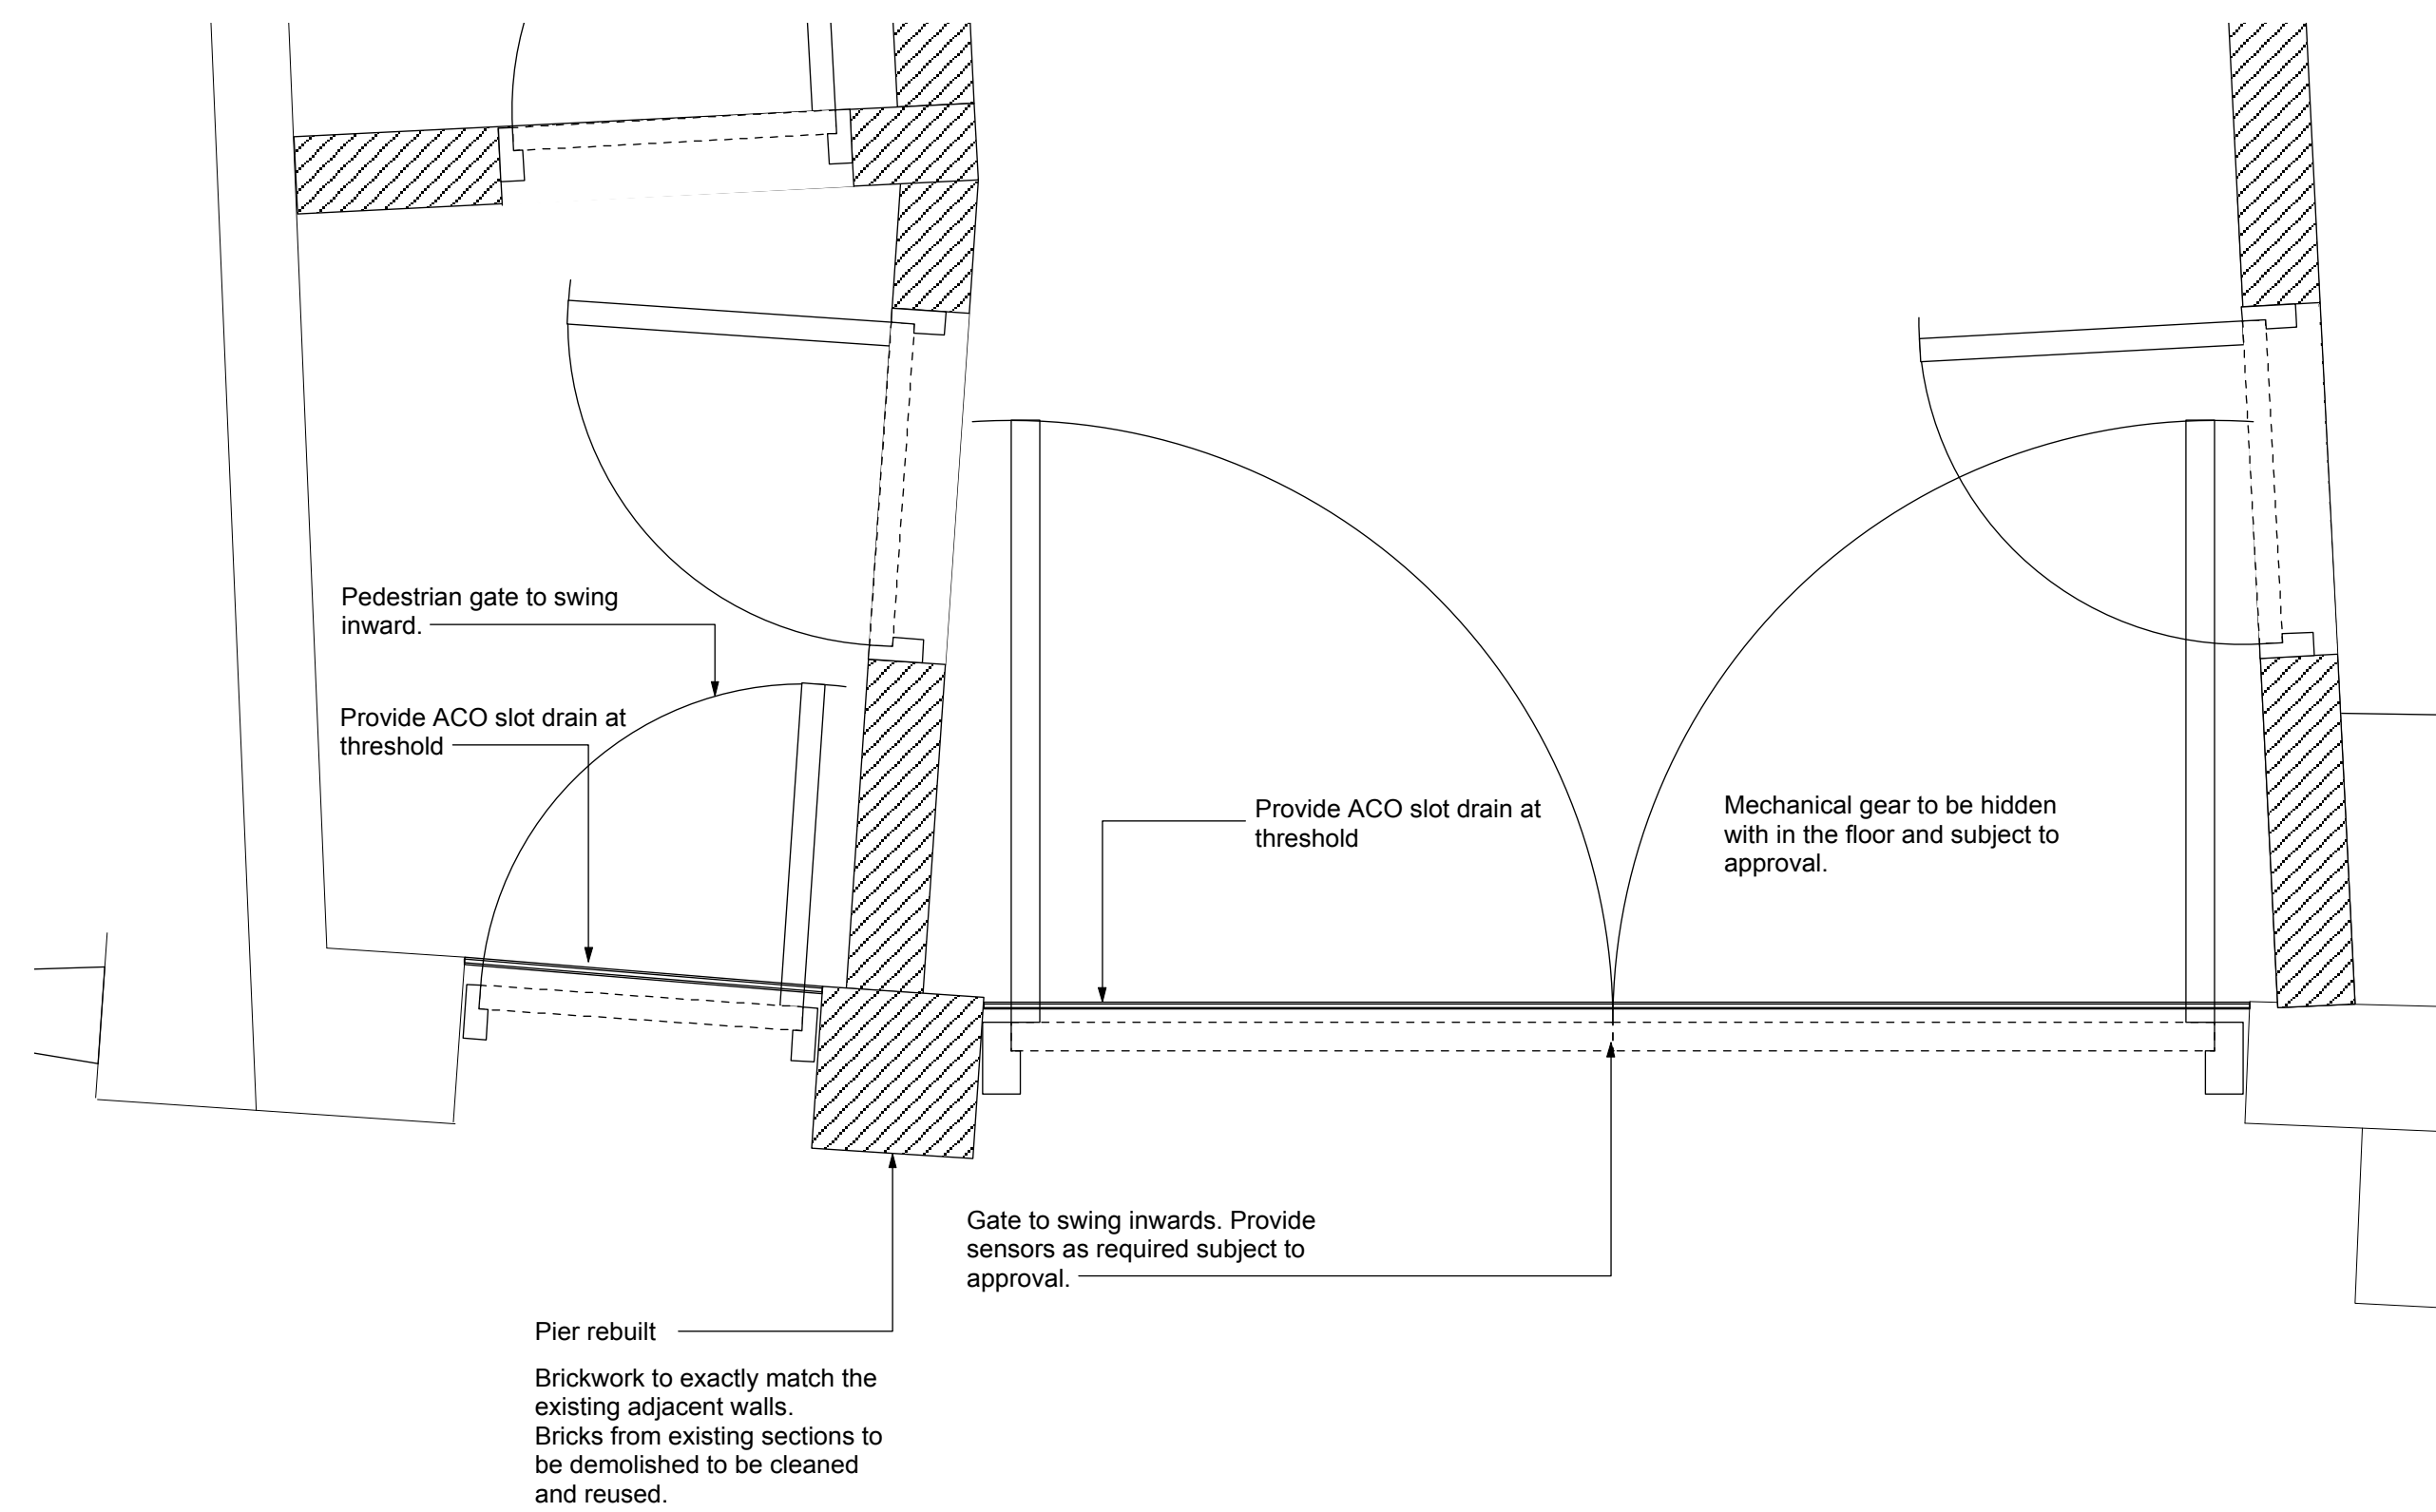 Pedestrian gate to swing
inward.
Provide ACO slot drain at
threshold
Provide ACO slot drain at
threshold
Mechanical gear to be hidden
with in the floor and subject to
approval.
Gate to swing inwards. Provide
sensors as required subject to
approval.
Pier rebuilt
Brickwork to exactly match the
existing adjacent walls.
Bricks from existing sections to
be demolished to be cleaned
and reused.